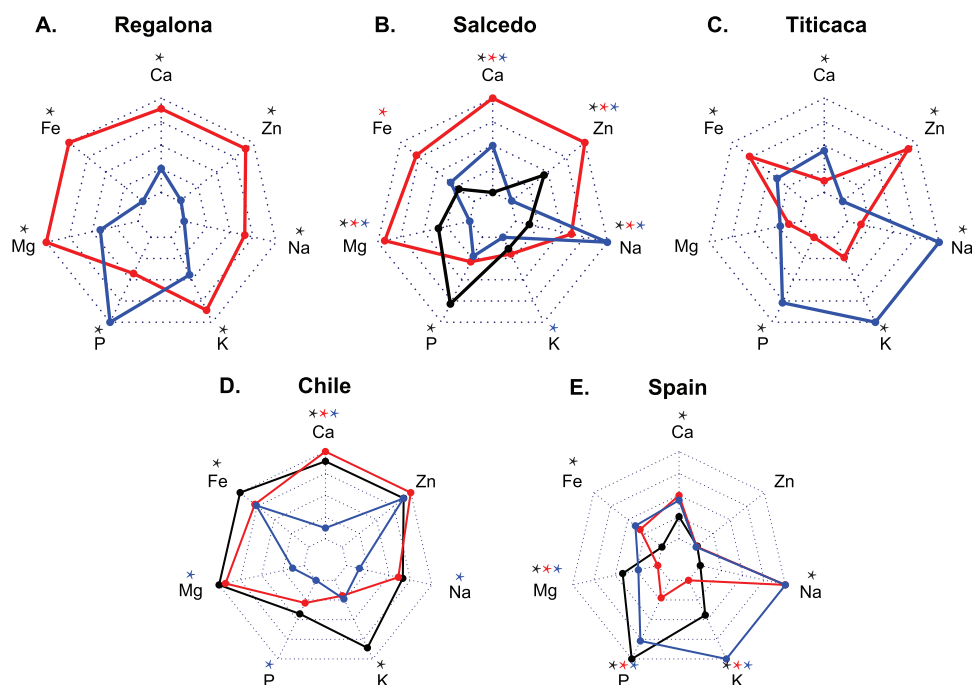 A. Regalona
Ca
Zn
Na
K
P
Mg
Fe
B. Salcedo
Ca
Zn
Na
K
P
Mg
Fe
C. Titicaca
Ca
Zn
Na
K
P
Mg
Fe
D. Chile
Ca
Zn
Na
K
P
Mg
Fe
E. Spain
Ca
Zn
Na
K
P
Mg
Fe